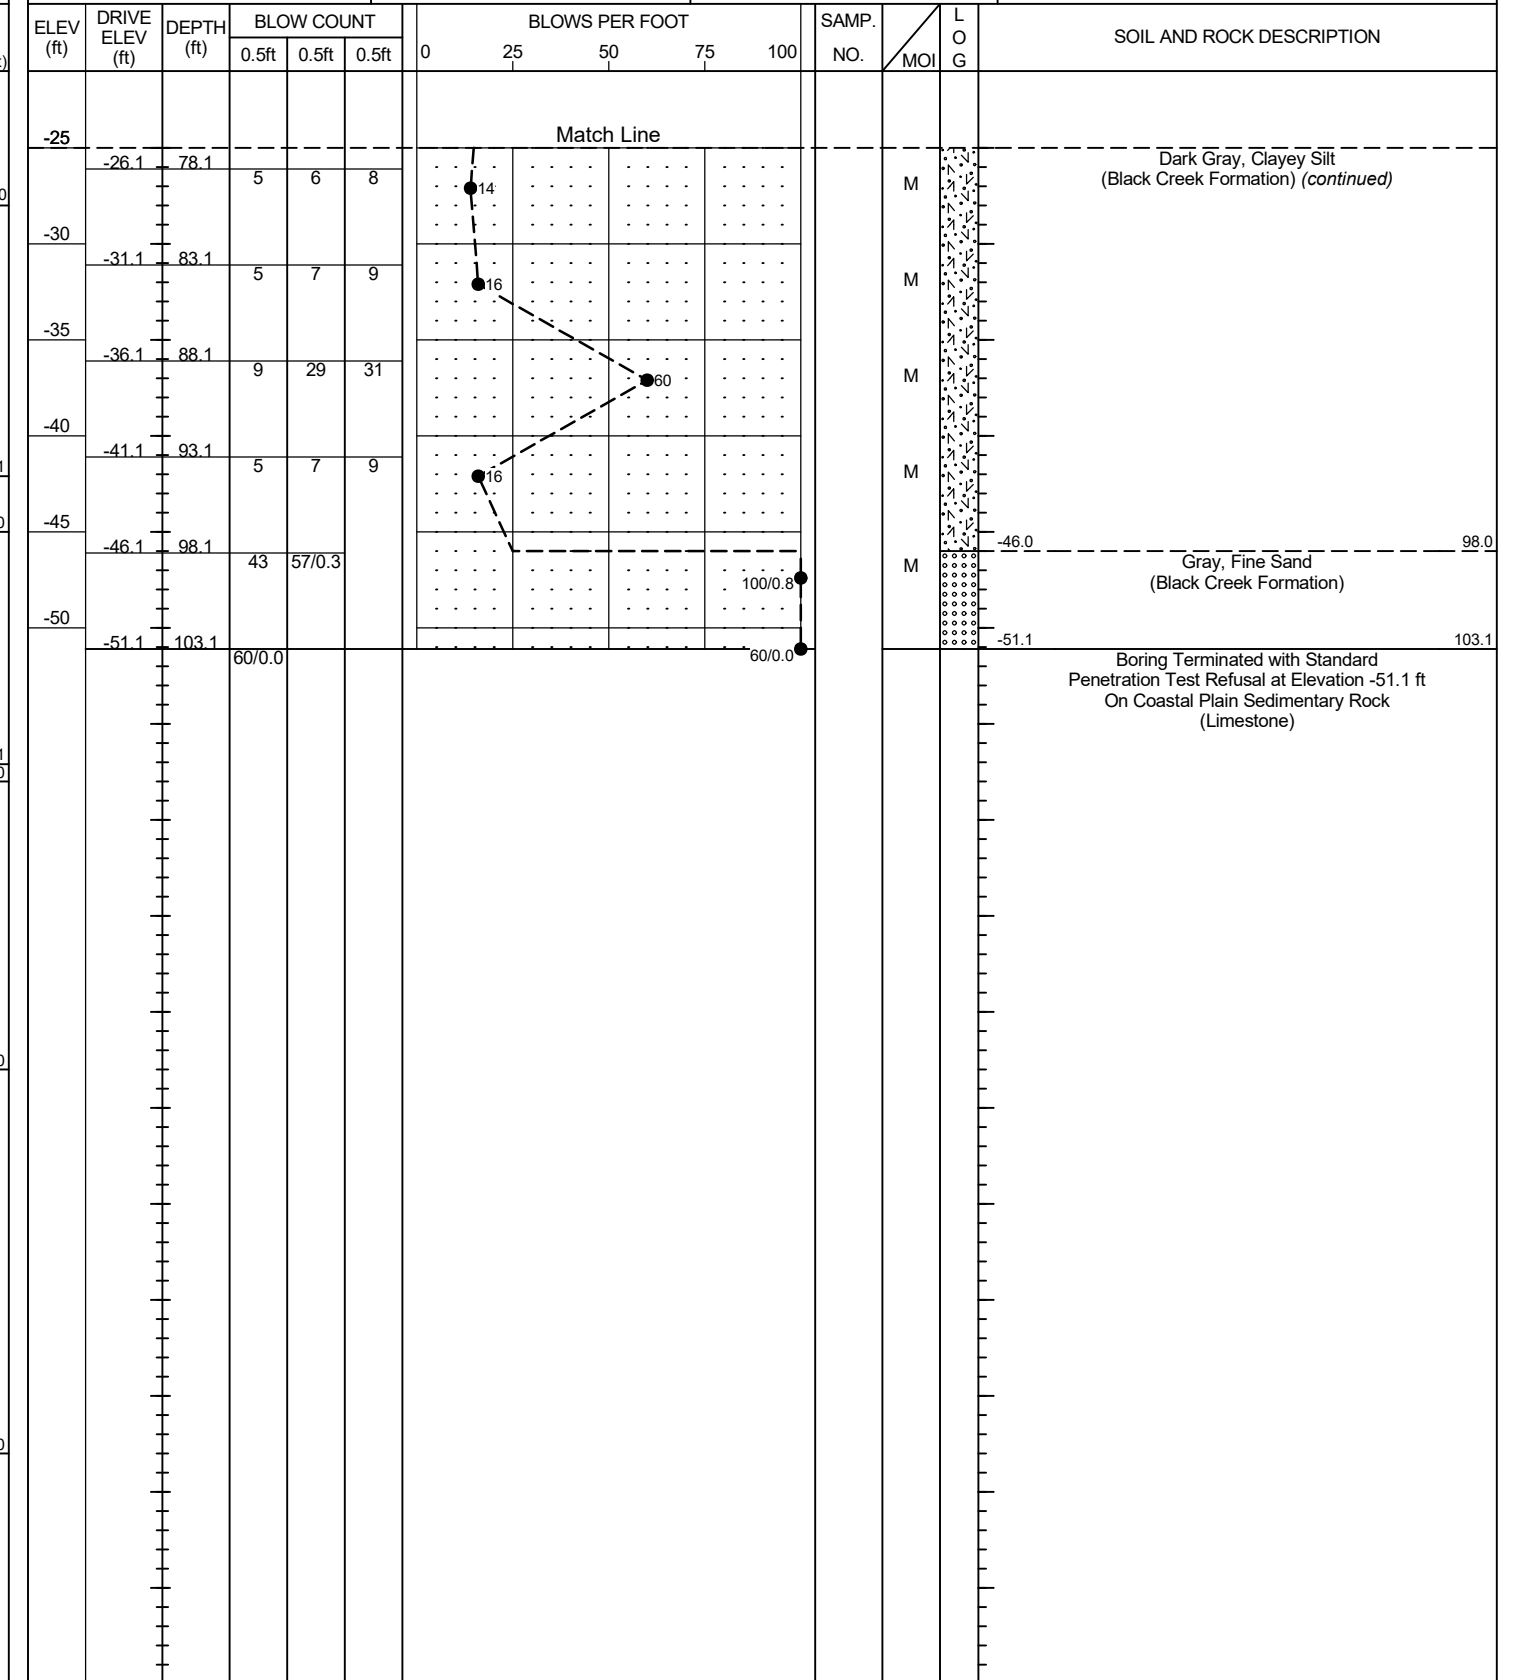 ELEV (ft) DRIVE ELEV (ft) DEPTH (ft) BLOW COUNT BLOWS PER FOOT SAMP. NO. MOI L O G SOIL AND ROCK DESCRIPTION
0.5ft 0.5ft 0.5ft 0 25 50 75 100
-25 Match Line
-26.1 78.1 Dark Gray, Clayey Silt
5 6 8 14 M (Black Creek Formation) (continued)
-30
-31.1 83.1
5 7 9 16 M
-35
-36.1 88.1
9 29 31 60 M
-40
-41.1 93.1
5 7 9 16 M
-45
-46.0 98.0
-46.1 98.1
43 57/0.3 M Gray, Fine Sand
100/0.8 (Black Creek Formation)
-50
-51.1 103.1 -51.1 103.1
60/0.0 60/0.0 Boring Terminated with Standard
Penetration Test Refusal at Elevation -51.1 ft
On Coastal Plain Sedimentary Rock
(Limestone)